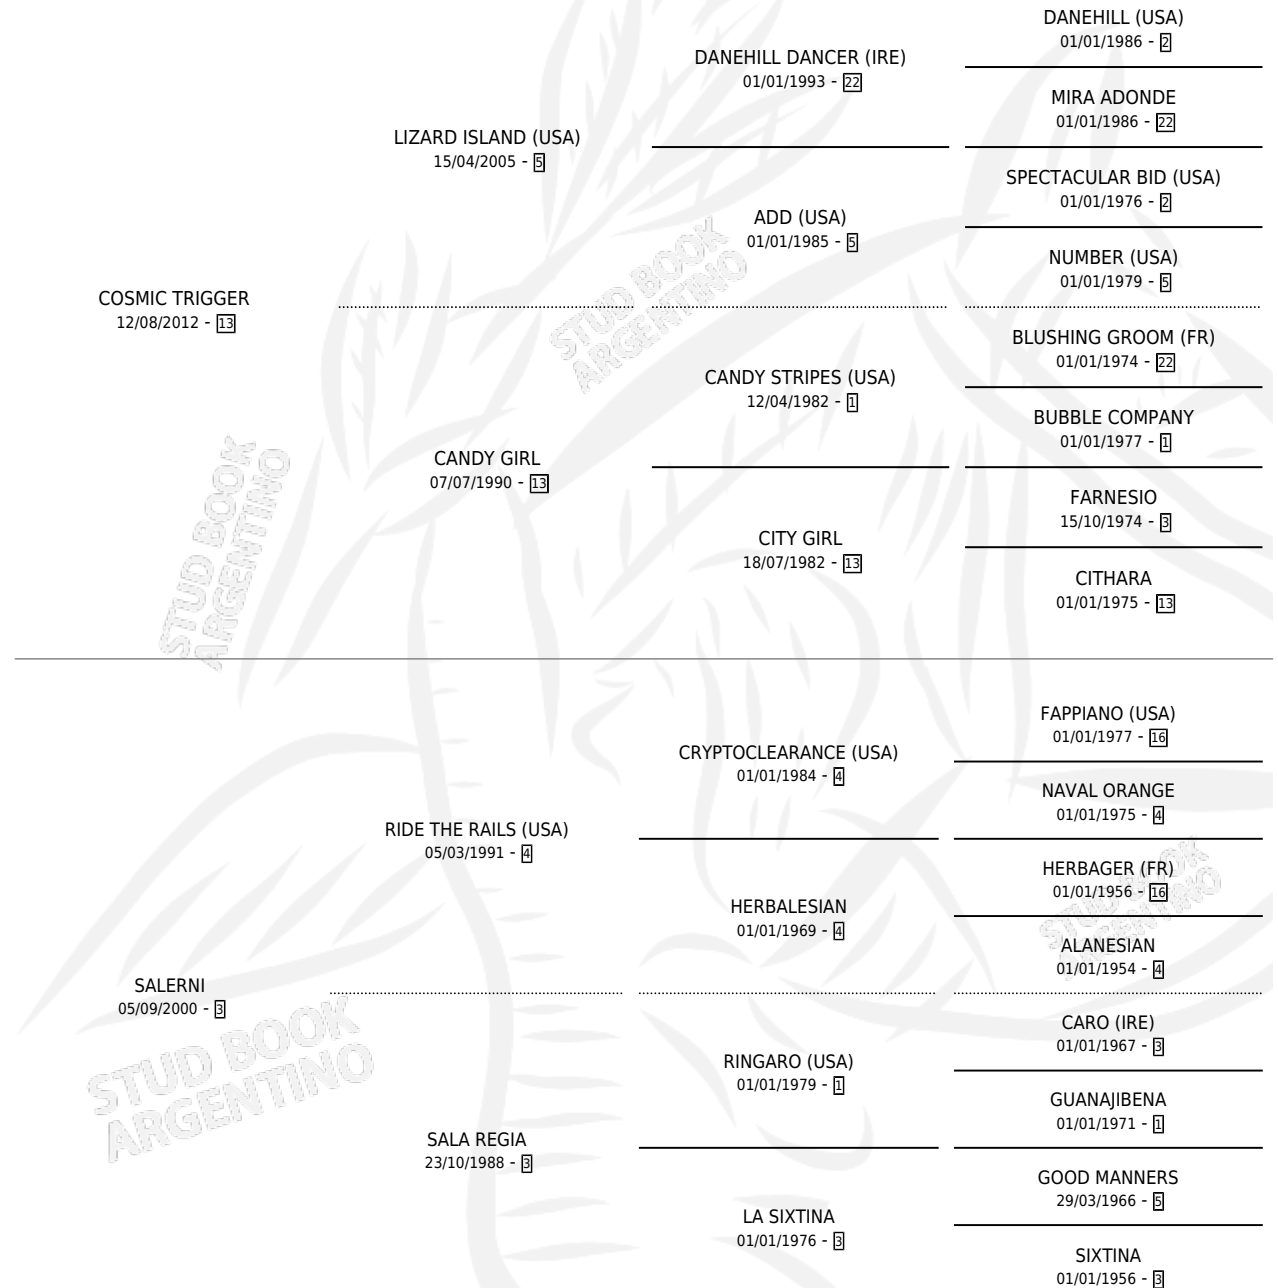 DANEHILL (USA)
01/01/1986 - 2
DANEHILL DANCER (IRE)
01/01/1993 - 22
MIRA ADONDE
01/01/1986 - 22
LIZARD ISLAND (USA)
15/04/2005 - 5
SPECTACULAR BID (USA)
01/01/1976 - 2
ADD (USA)
01/01/1985 - 5
NUMBER (USA)
01/01/1979 - 5
COSMIC TRIGGER
12/08/2012 - 13
STUD BOOK
ARGENTINO
BLUSHING GROOM (FR)
01/01/1974 - 22
CANDY STRIPES (USA)
12/04/1982 - 1
BUBBLE COMPANY
01/01/1977 - 1
CANDY GIRL
07/07/1990 - 13
FARNESIO
15/10/1974 - 3
CITY GIRL
18/07/1982 - 13
CITHARA
01/01/1975 - 13
STUD BOOK
ARGENTINO
FAPPIANO (USA)
01/01/1977 - 16
CRYPTOCLEARANCE (USA)
01/01/1984 - 4
NAVAL ORANGE
01/01/1975 - 4
RIDE THE RAILS (USA)
05/03/1991 - 4
HERBAGER (FR)
01/01/1956 - 16
HERBALESIAN
01/01/1969 - 4
ALANESIAN
01/01/1954 - 4
STUD BOOK
ARGENTINO
SALERNI
05/09/2000 - 3
CARO (IRE)
01/01/1967 - 3
RINGARO (USA)
01/01/1979 - 1
GUANAJIBENA
01/01/1971 - 1
STUD BOOK
ARGENTINO
SALA REGIA
23/10/1988 - 3
GOOD MANNERS
29/03/1966 - 5
LA SIXTINA
01/01/1976 - 3
SIXTINA
01/01/1956 - 3